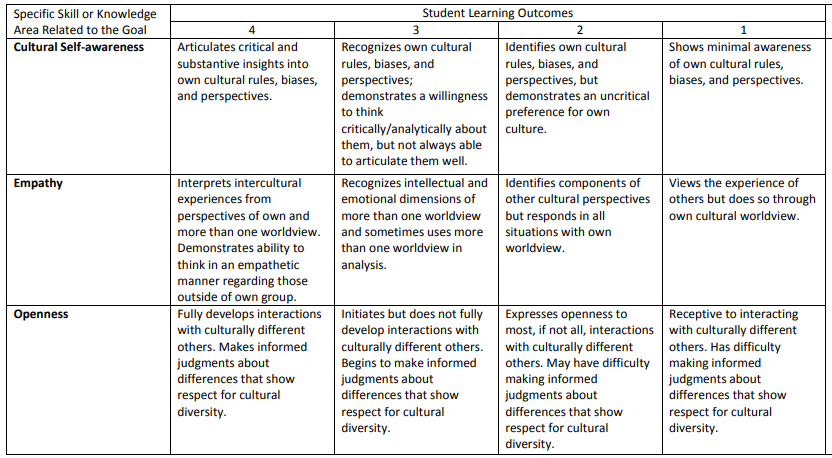 Specific Skill or Knowledge
Area Related to the Goal
Student Learning Outcomes
4
3
2
1
Cultural Self-awareness
Articulates critical and
substantive insights into
own cultural rules, biases,
and perspectives.
Recognizes own cultural
rules, biases, and
perspectives;
demonstrates a willingness
to think
critically/analytically about
them, but not always able
to articulate them well.
Identifies own cultural
rules, biases, and
perspectives, but
demonstrates an uncritical
preference for own
culture.
Shows minimal awareness
of own cultural rules,
biases, and perspectives.
Empathy
Interprets intercultural
experiences from
perspectives of own and
more than one worldview.
Demonstrates ability to
think in an empathetic
manner regarding those
outside of own group.
Recognizes intellectual and
emotional dimensions of
more than one worldview
and sometimes uses more
than one worldview in
analysis.
Identifies components of
other cultural perspectives
but responds in all
situations with own
worldview.
Views the experience of
others but does so through
own cultural worldview.
Openness
Fully develops interactions
with culturally different
others. Makes informed
judgments about
differences that show
respect for cultural
diversity.
Initiates but does not fully
develop interactions with
culturally different others.
Begins to make informed
judgments about
differences that show
respect for cultural
diversity.
Expresses openness to
most, if not all, interactions
with culturally different
others. May have difficulty
making informed
judgments about
differences that show
respect for cultural
diversity.
Receptive to interacting
with culturally different
others. Has difficulty
making informed
judgments about
differences that show
respect for cultural
diversity.